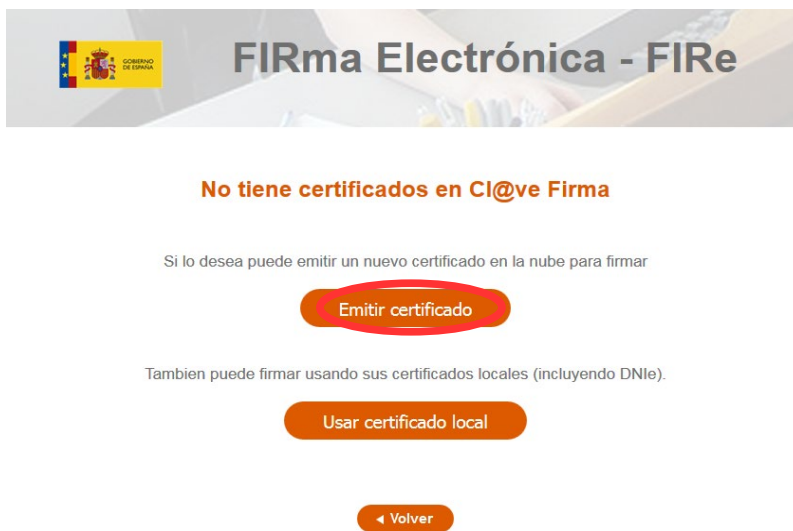 GOBIERNO
DE ESPAÑA
FIRma Electrónica - FIRe
No tiene certificados en Cl@ve Firma
Si lo desea puede emitir un nuevo certificado en la nube para firmar
Emitir certificado
Tambien puede firmar usando sus certificados locales (incluyendo DNIe).
Usar certificado local
Volver